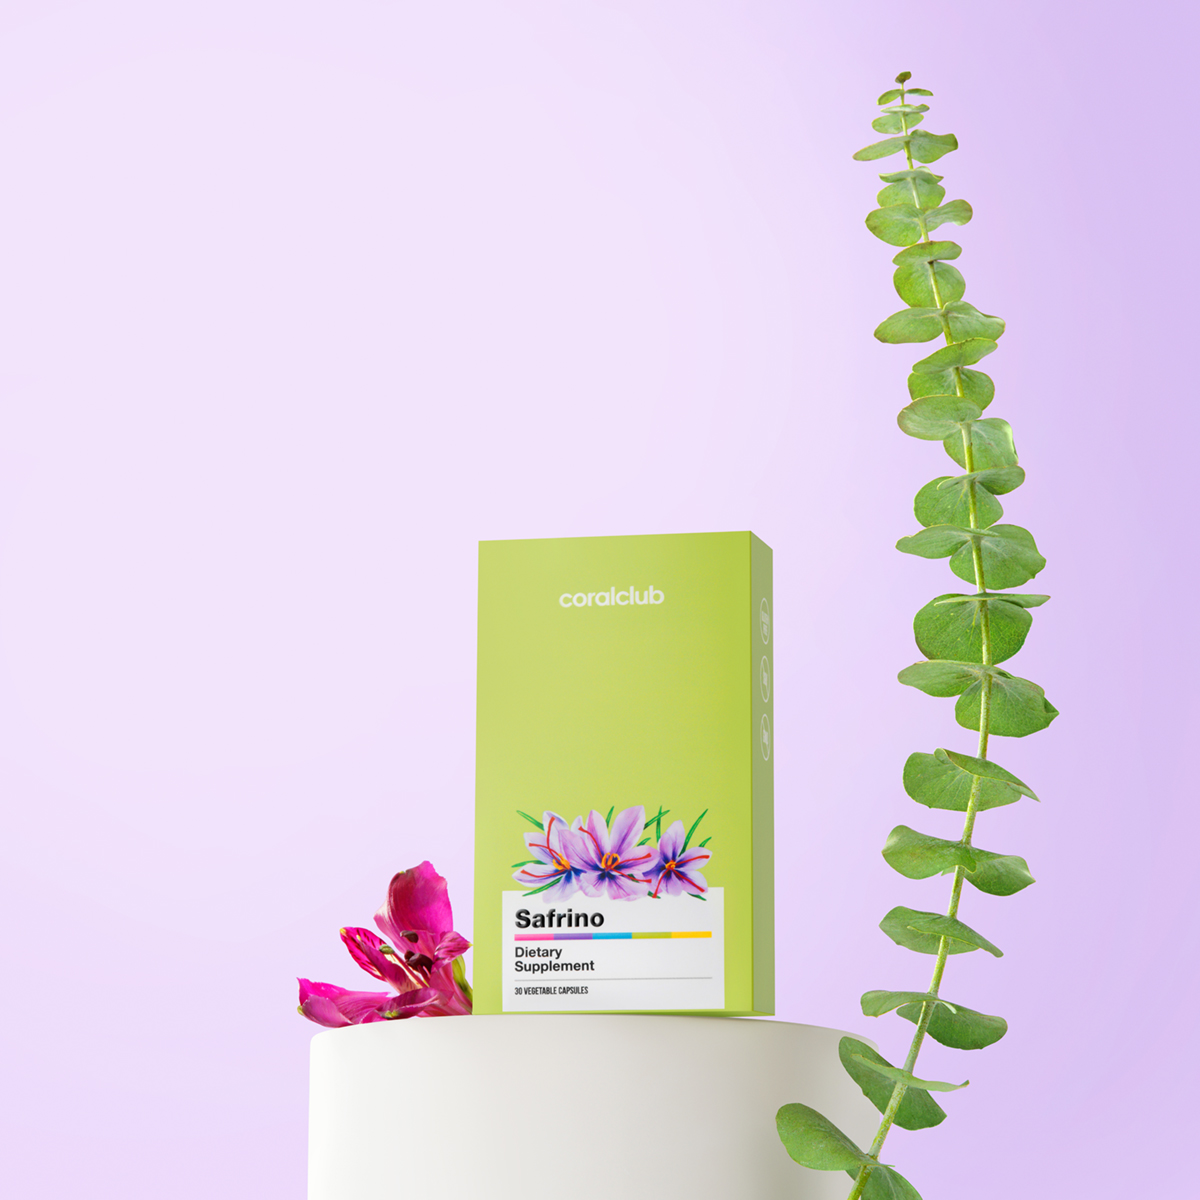 coralclub
Safrino
Dietary
Supplement
30 VEGETABLE CAPSULES